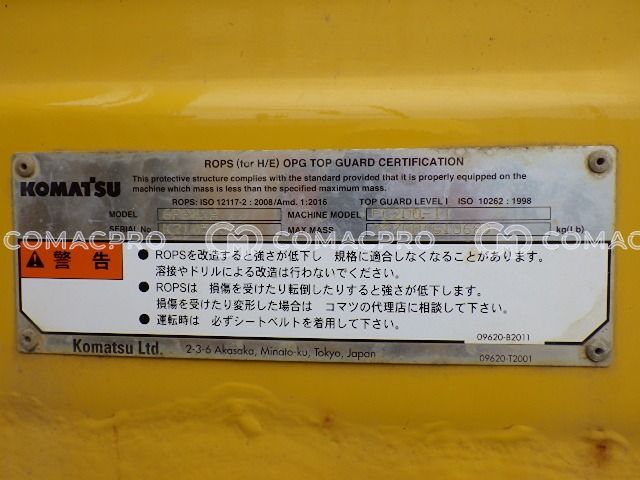 ROPS (for H/E) OPG TOP GUARD CERTIFICATION
This protective structure complies with the standard provided that it is properly equipped on the
KOMATSU machine which mass is less than the specified maximum mass.
ROPS: ISO 12117-2 : 2008/Amd. 1:2016 TOP GUARD LEVEL I ISO 10262 : 1998
MODEL MACHINE MODEL PC200-11
SERIAL No. MAX MASS kg(Lb)
COMACPRO COMACPRO COMACPRO
警告
● ROPSを改造すると強さが低下し 規格に適合しなくなることがあります。
溶接やドリルによる改造は行わないでください。
● ROPSは 損傷を受けたり転倒したりすると強さが低下します。
損傷を受けたり変形した場合は コマツの代理店に相談して下さい。
● 運転時は 必ずシートベルトを着用して下さい。
09620-B2011
Komatsu Ltd. 2-3-6 Akasaka, Minato-ku, Tokyo, Japan 09620-T2001